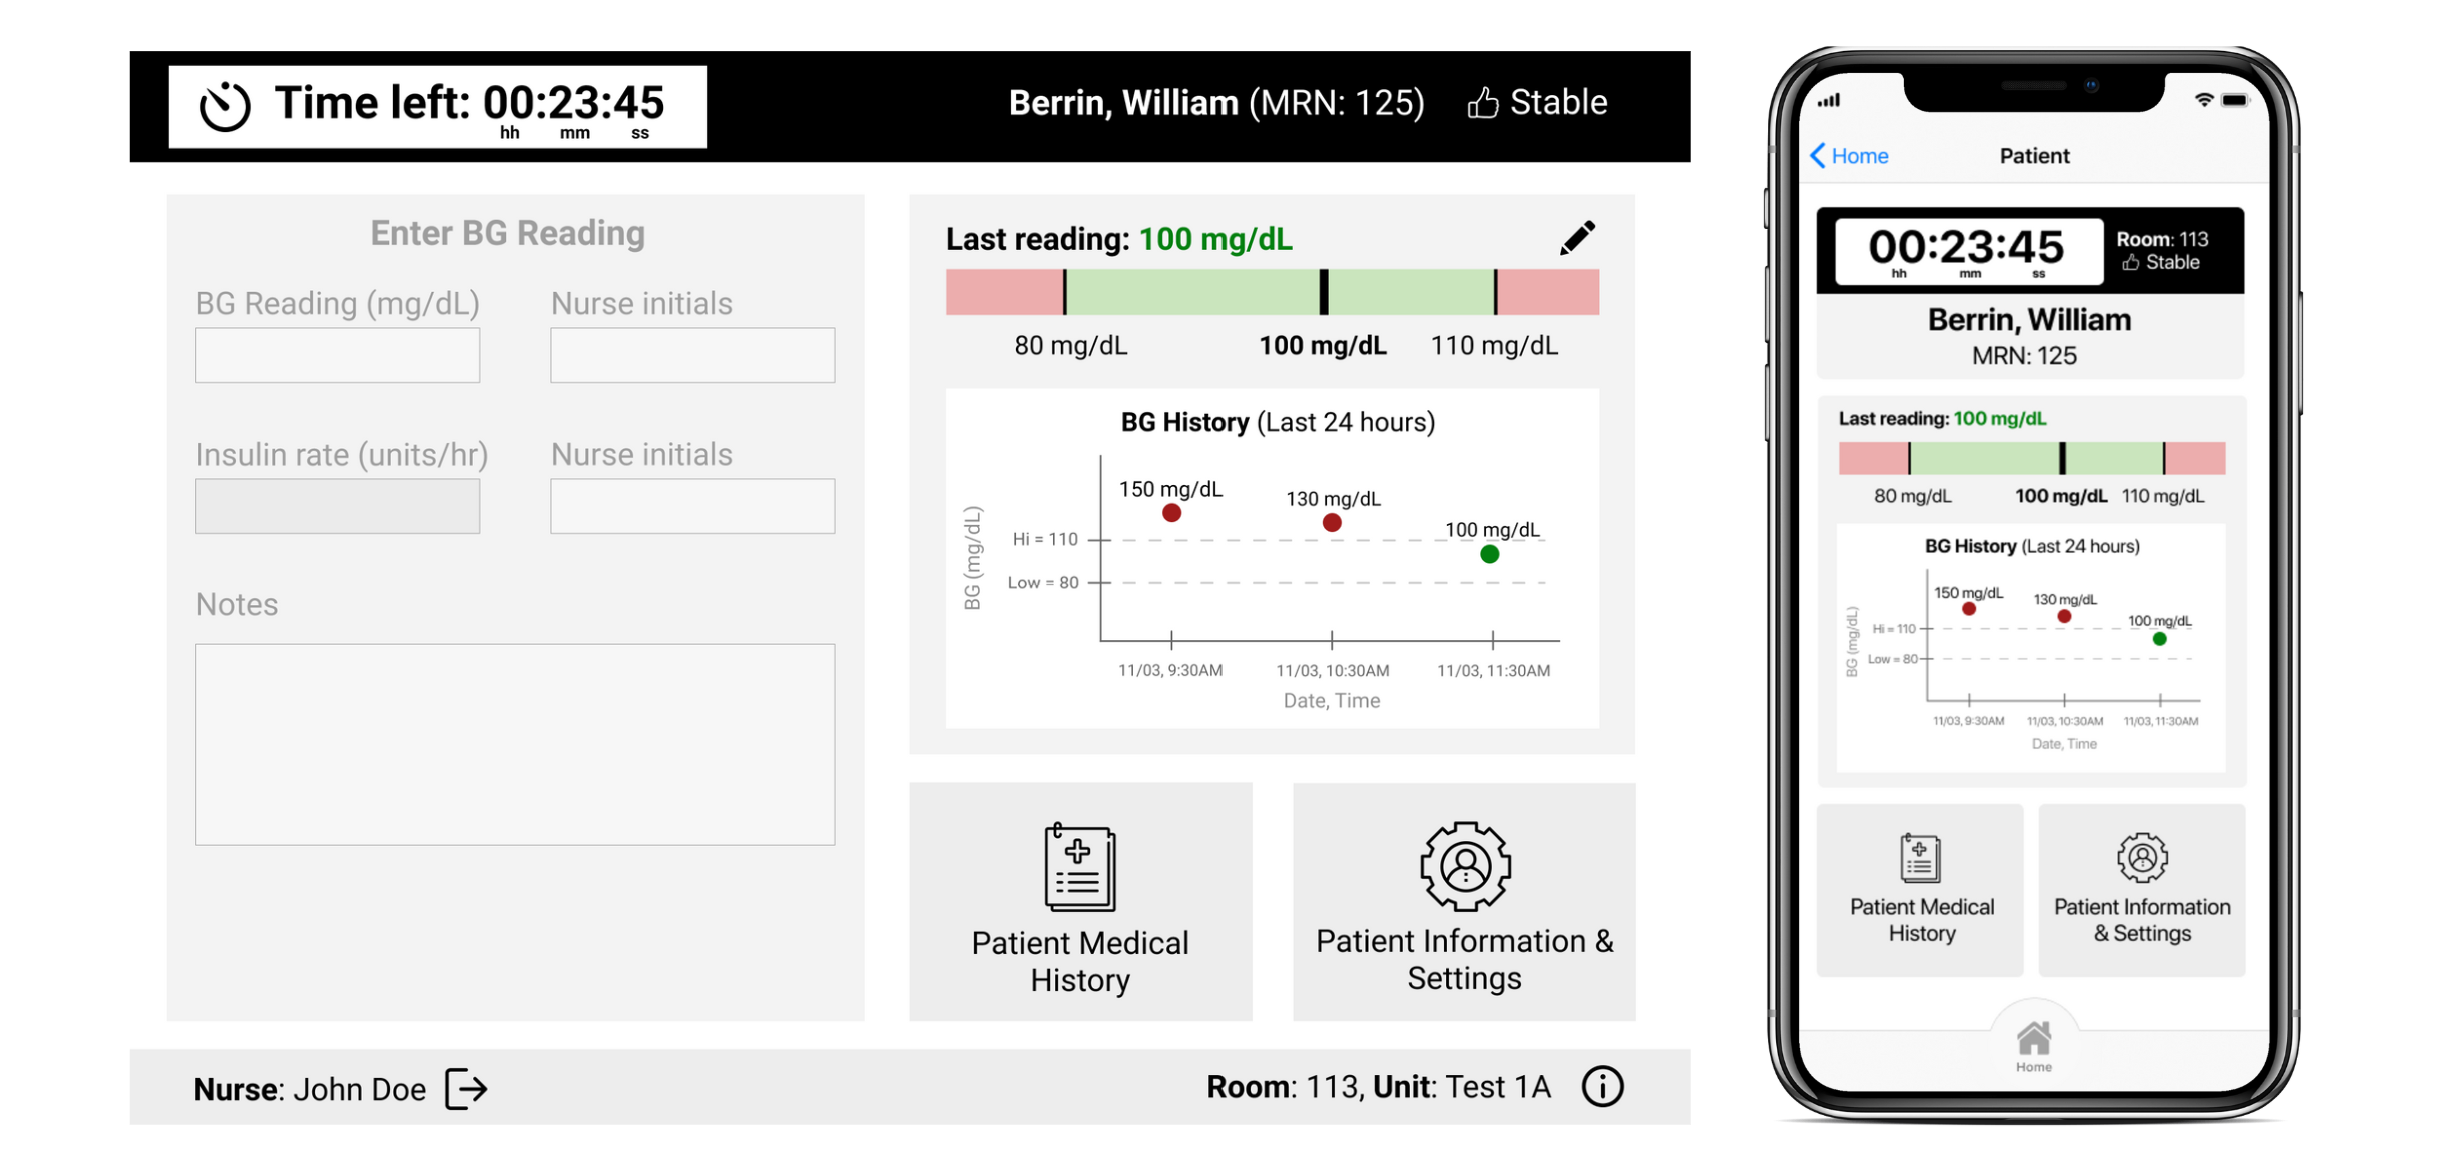 Time left: 00:23:45
hh mm ss
Berrin, William (MRN: 125) Stable
Enter BG Reading
BG Reading (mg/dL) Nurse initials
Insulin rate (units/hr) Nurse initials
Notes
Last reading: 100 mg/dL
80 mg/dL 100 mg/dL 110 mg/dL
BG History (Last 24 hours)
BG (mg/dL)
150 mg/dL
130 mg/dL
100 mg/dL
Hi = 110
Low = 80
11/03, 9:30AM 11/03, 10:30AM 11/03, 11:30AM
Date, Time
Patient Medical
History
Patient Information &
Settings
Nurse: John Doe
Room: 113, Unit: Test 1A
Home
Patient
00:23:45
hh mm ss
Room: 113
Stable
Berrin, William
MRN: 125
Last reading: 100 mg/dL
80 mg/dL 100 mg/dL 110 mg/dL
BG History (Last 24 hours)
BG (mg/dL)
150 mg/dL
130 mg/dL
100 mg/dL
Hi = 110
Low = 80
11/03, 9:30AM 11/03, 10:30AM 11/03, 11:30AM
Date, Time
Patient Medical
History
Patient Information
& Settings
Home